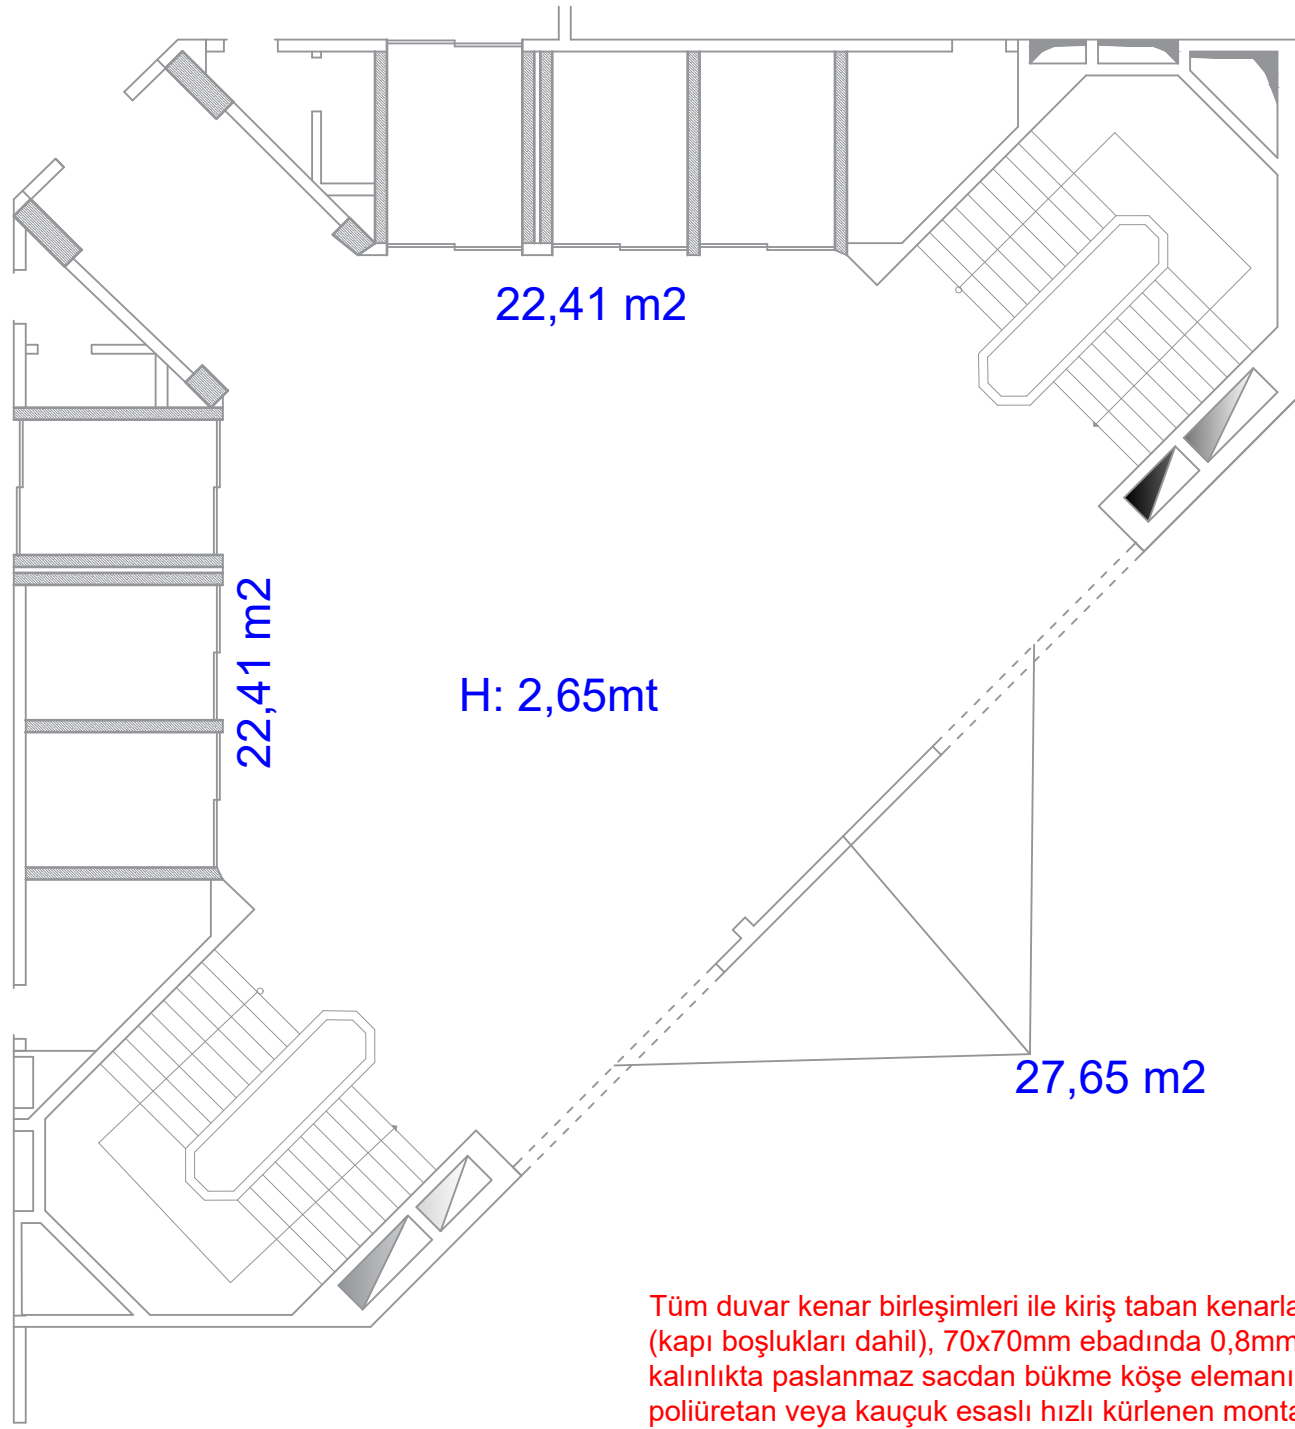 22,41 m2
22,41 m2
H: 2,65mt
27,65 m2
Tüm duvar kenar birleşimleri ile kiriş taban kenarla
(kapı boşlukları dahil), 70x70mm ebadında 0,8mm
kalınlıkta paslanmaz sacdan bükme köşe elemanı
poliüretan veya kauçuk esaslı hızlı kürlenen monta